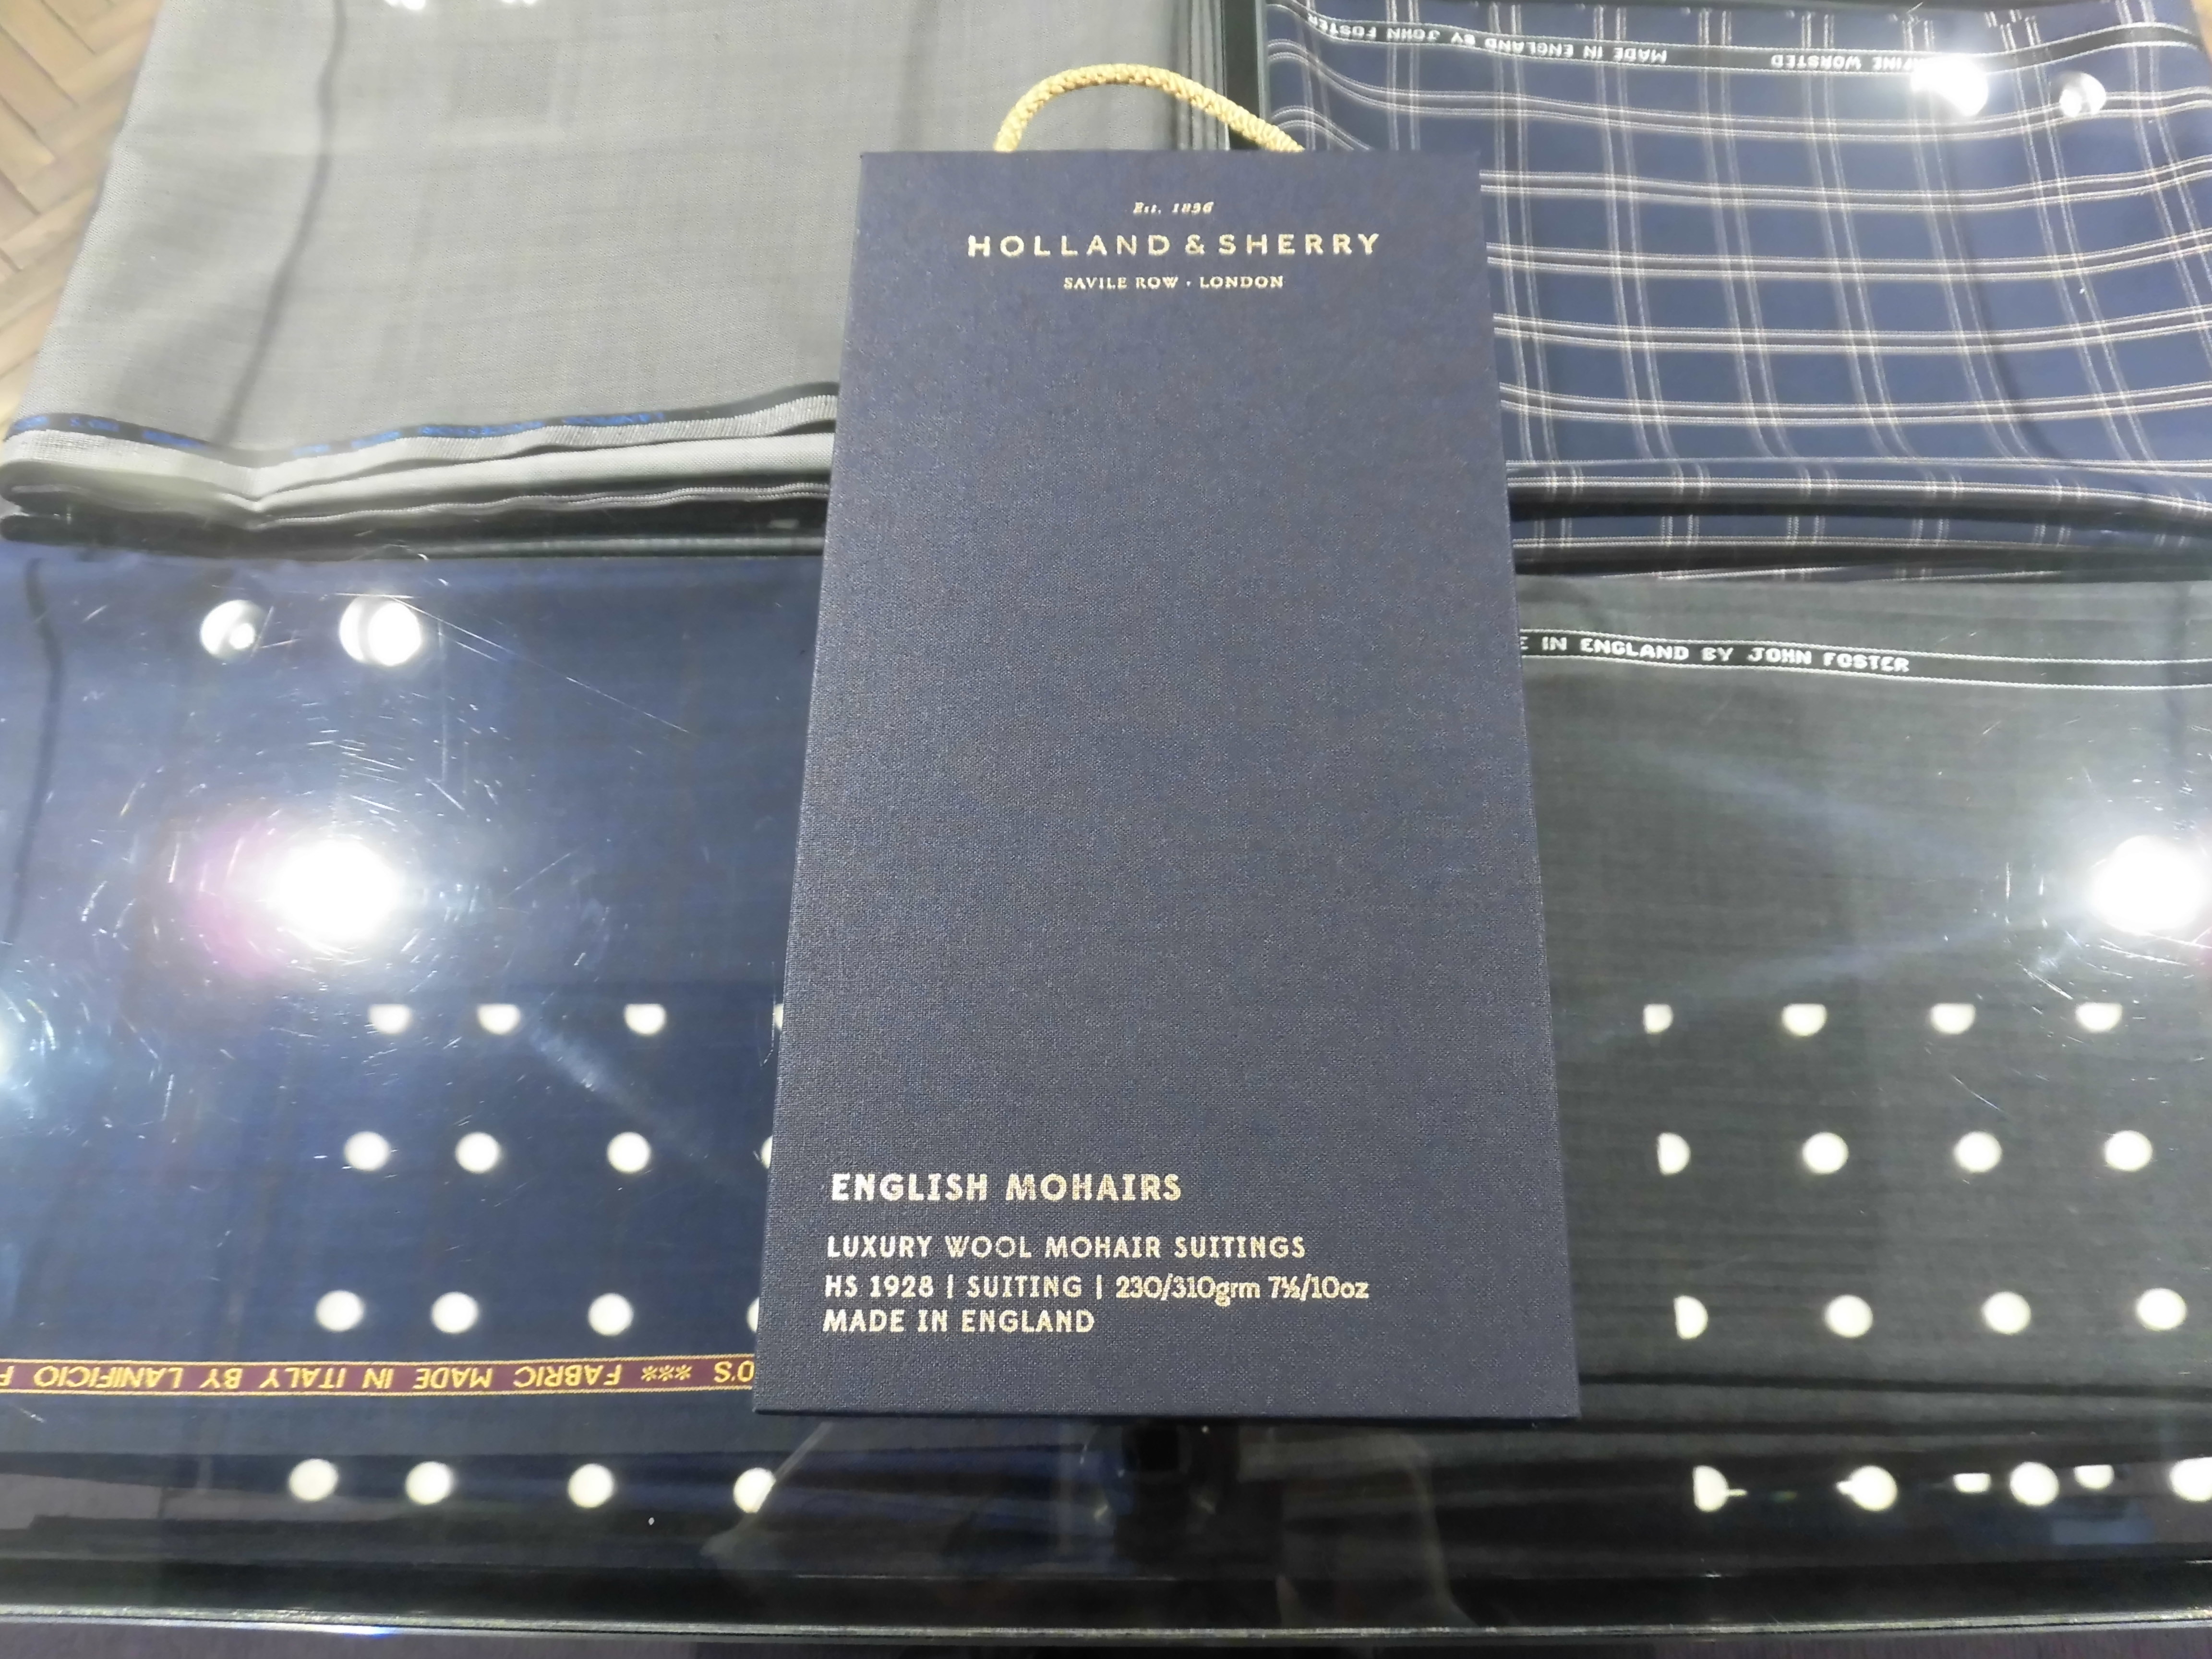 MADE IN ENGLAND BY JOHN FOSTER
WORSTED
Est. 1836
HOLLAND & SHERRY
SAVILE ROW · LONDON
IN ENGLAND BY JOHN FOSTER
ENGLISH MOHAIRS
LUXURY WOOL MOHAIR SUITINGS
HS 1928 | SUITING | 230/310grm 7½/10oz
MADE IN ENGLAND
0'S *** FABRIC MADE IN ITALY BY LANIFICIO F